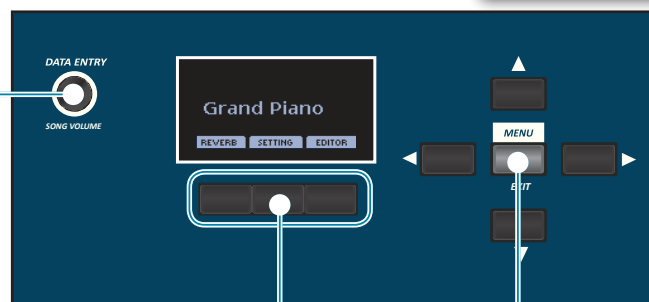 DATA ENTRY
SONG VOLUME
Grand Piano
REVERB SETTING EDITOR
MENU
EXIT